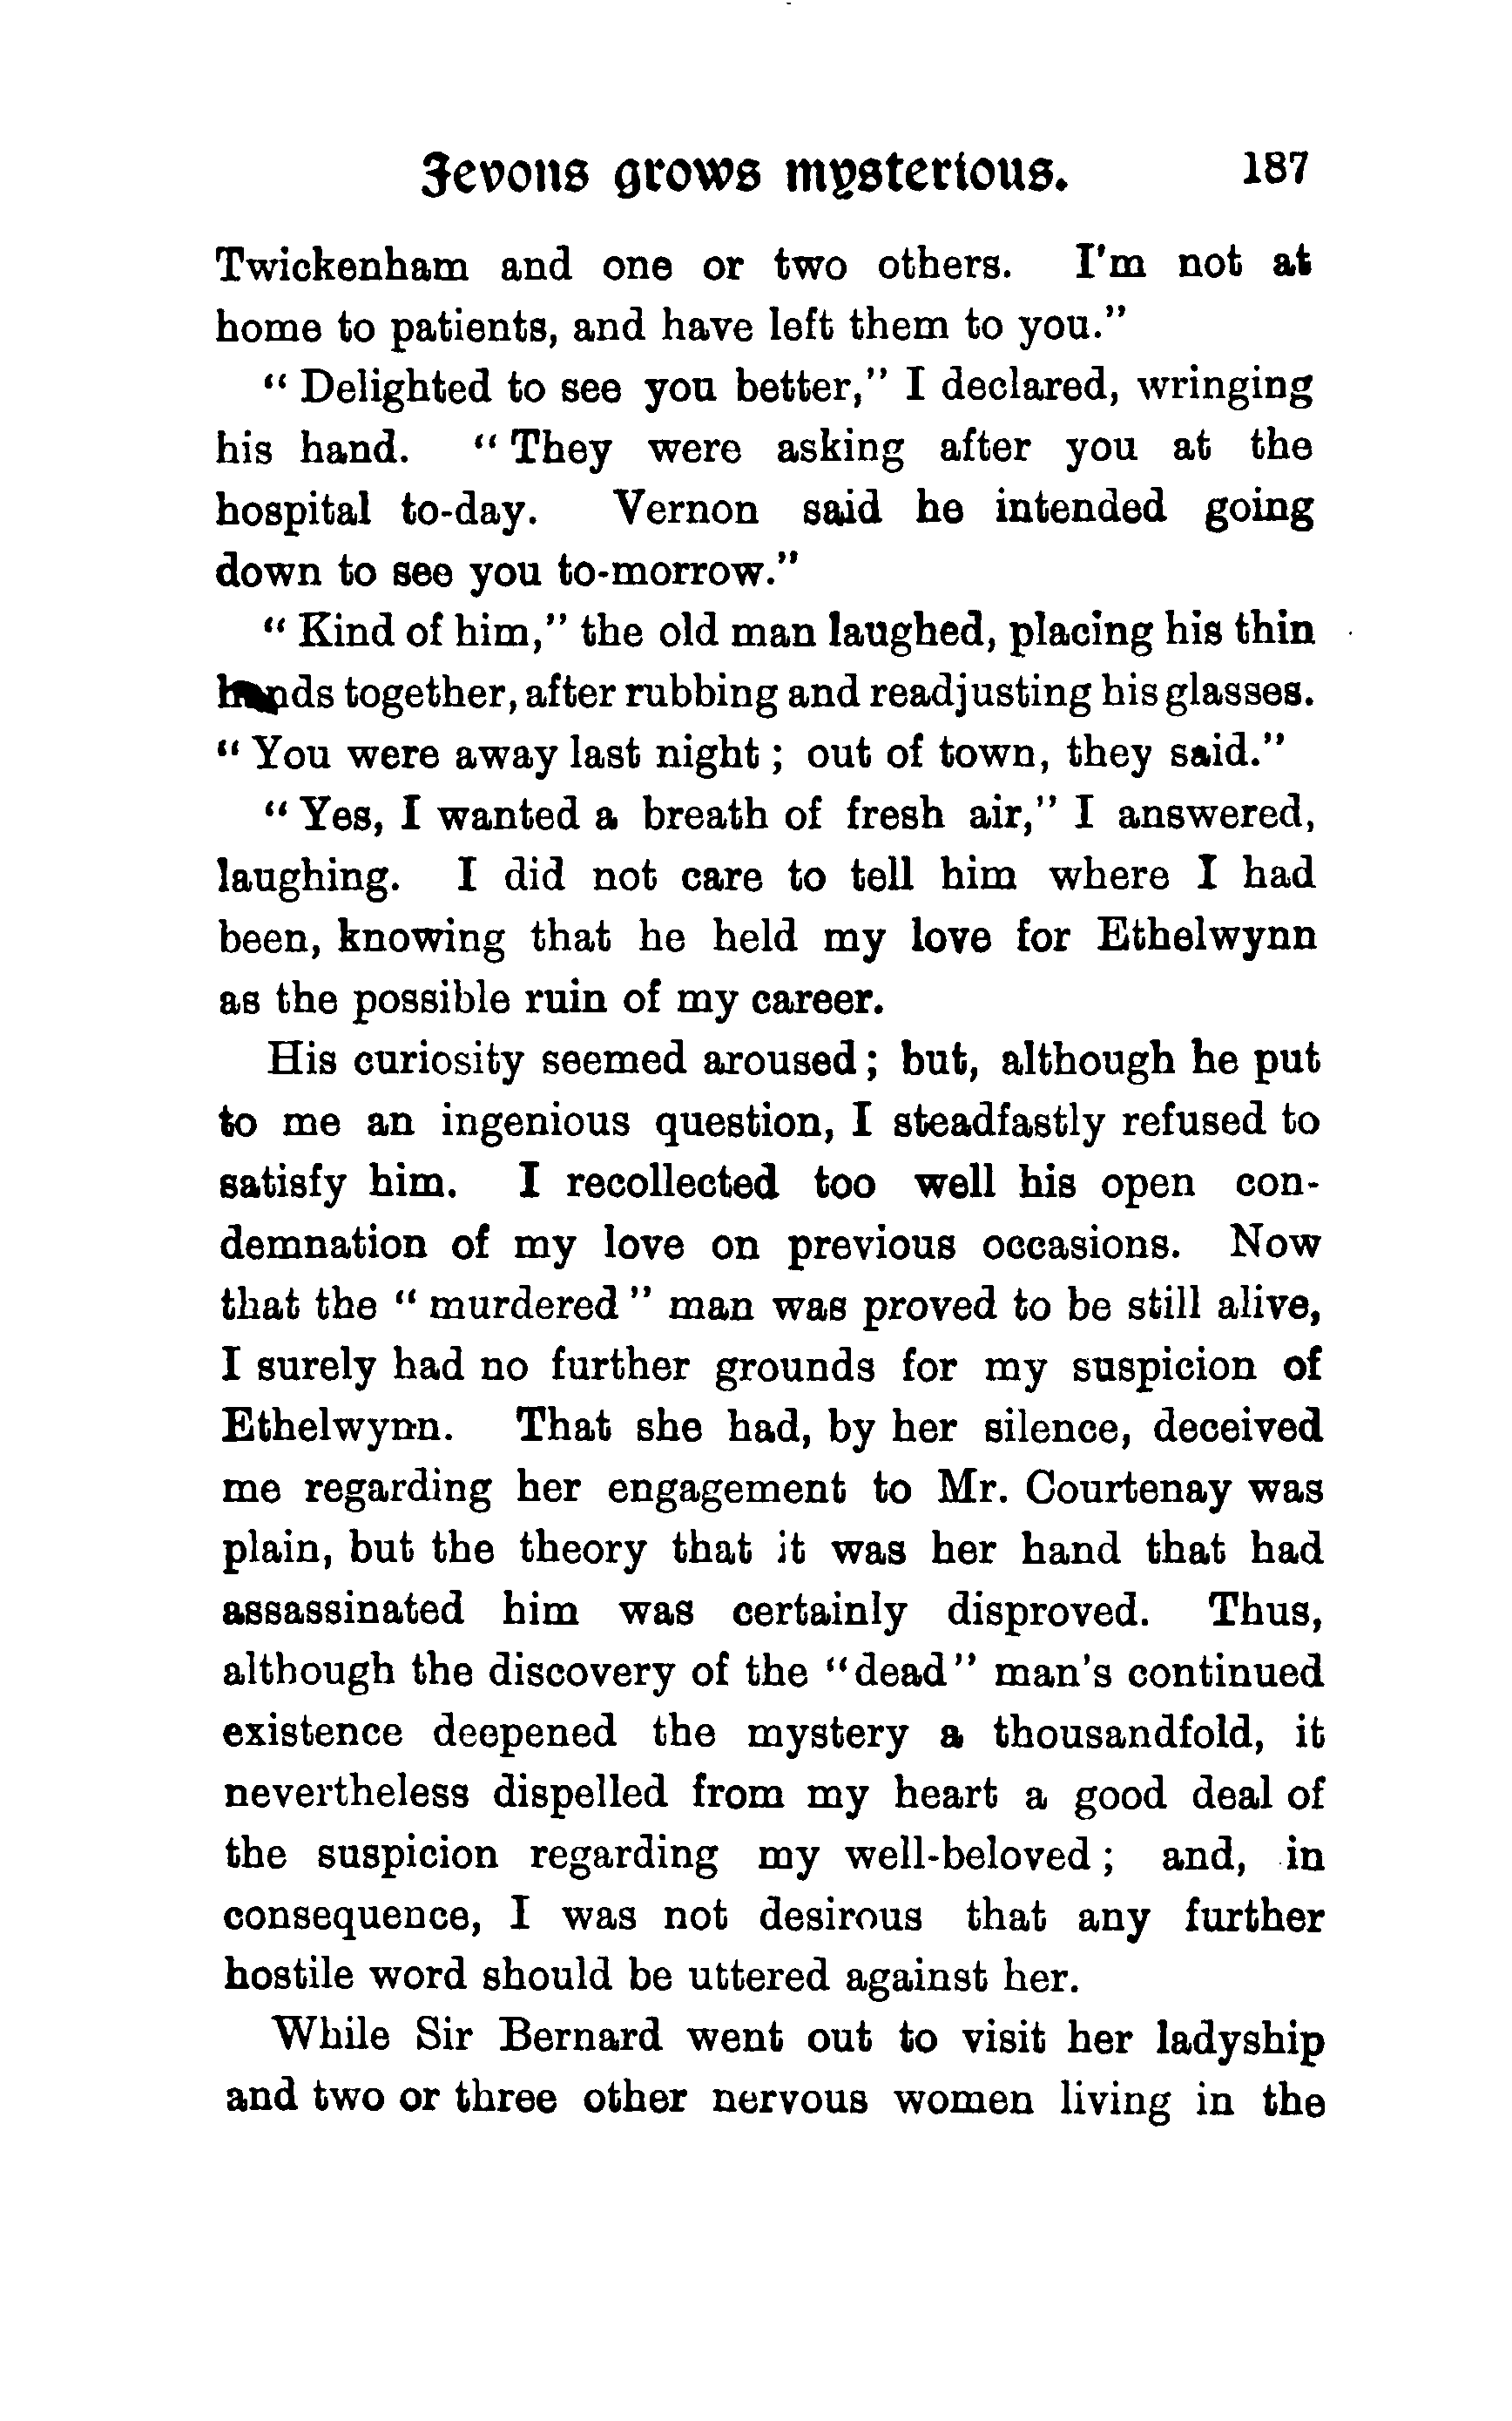 Jevons grows mysterious. 187
Twickenham and one or two others. I'm not at
home to patients, and have left them to you."
" Delighted to see you better," I declared, wringing
his hand. " They were asking after you at the
hospital to-day. Vernon said he intended going
down to see you to-morrow."
" Kind of him," the old man laughed, placing his thin
hands together, after rubbing and readjusting his glasses.
" You were away last night ; out of town, they said."
" Yes, I wanted a breath of fresh air," I answered,
laughing. I did not care to tell him where I had
been, knowing that he held my love for Ethelwynn
as the possible ruin of my career.
His curiosity seemed aroused ; but, although he put
to me an ingenious question, I steadfastly refused to
satisfy him. I recollected too well his open con-
demnation of my love on previous occasions. Now
that the " murdered " man was proved to be still alive,
I surely had no further grounds for my suspicion of
Ethelwynn. That she had, by her silence, deceived
me regarding her engagement to Mr. Courtenay was
plain, but the theory that it was her hand that had
assassinated him was certainly disproved. Thus,
although the discovery of the "dead" man's continued
existence deepened the mystery a thousandfold, it
nevertheless dispelled from my heart a good deal of
the suspicion regarding my well-beloved ; and, in
consequence, I was not desirous that any further
hostile word should be uttered against her.
While Sir Bernard went out to visit her ladyship
and two or three other nervous women living in the